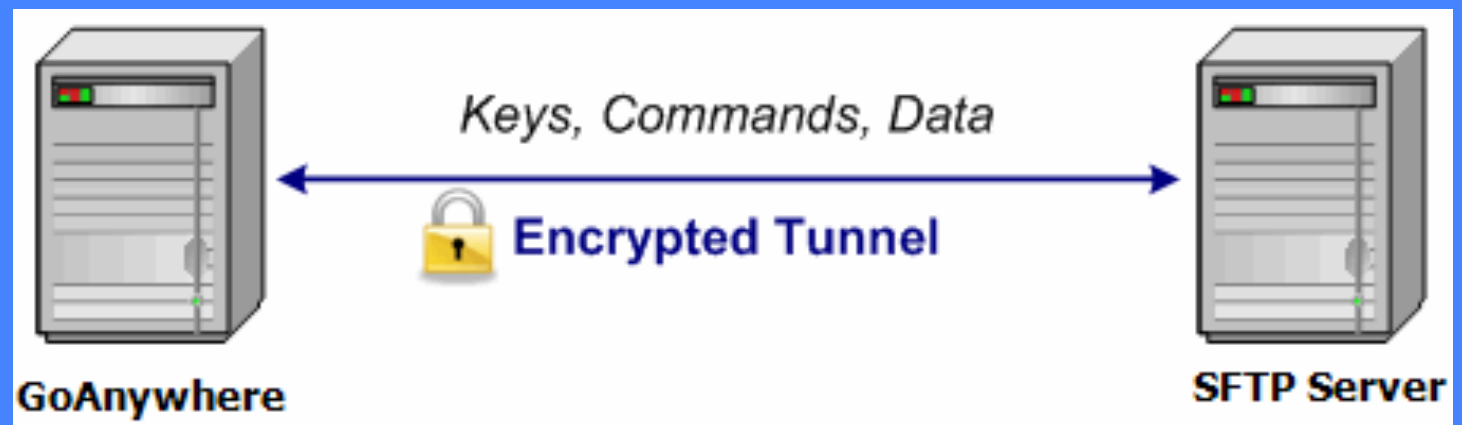 Keys, Commands, Data
Encrypted Tunnel
GoAnywhere
SFTP Server